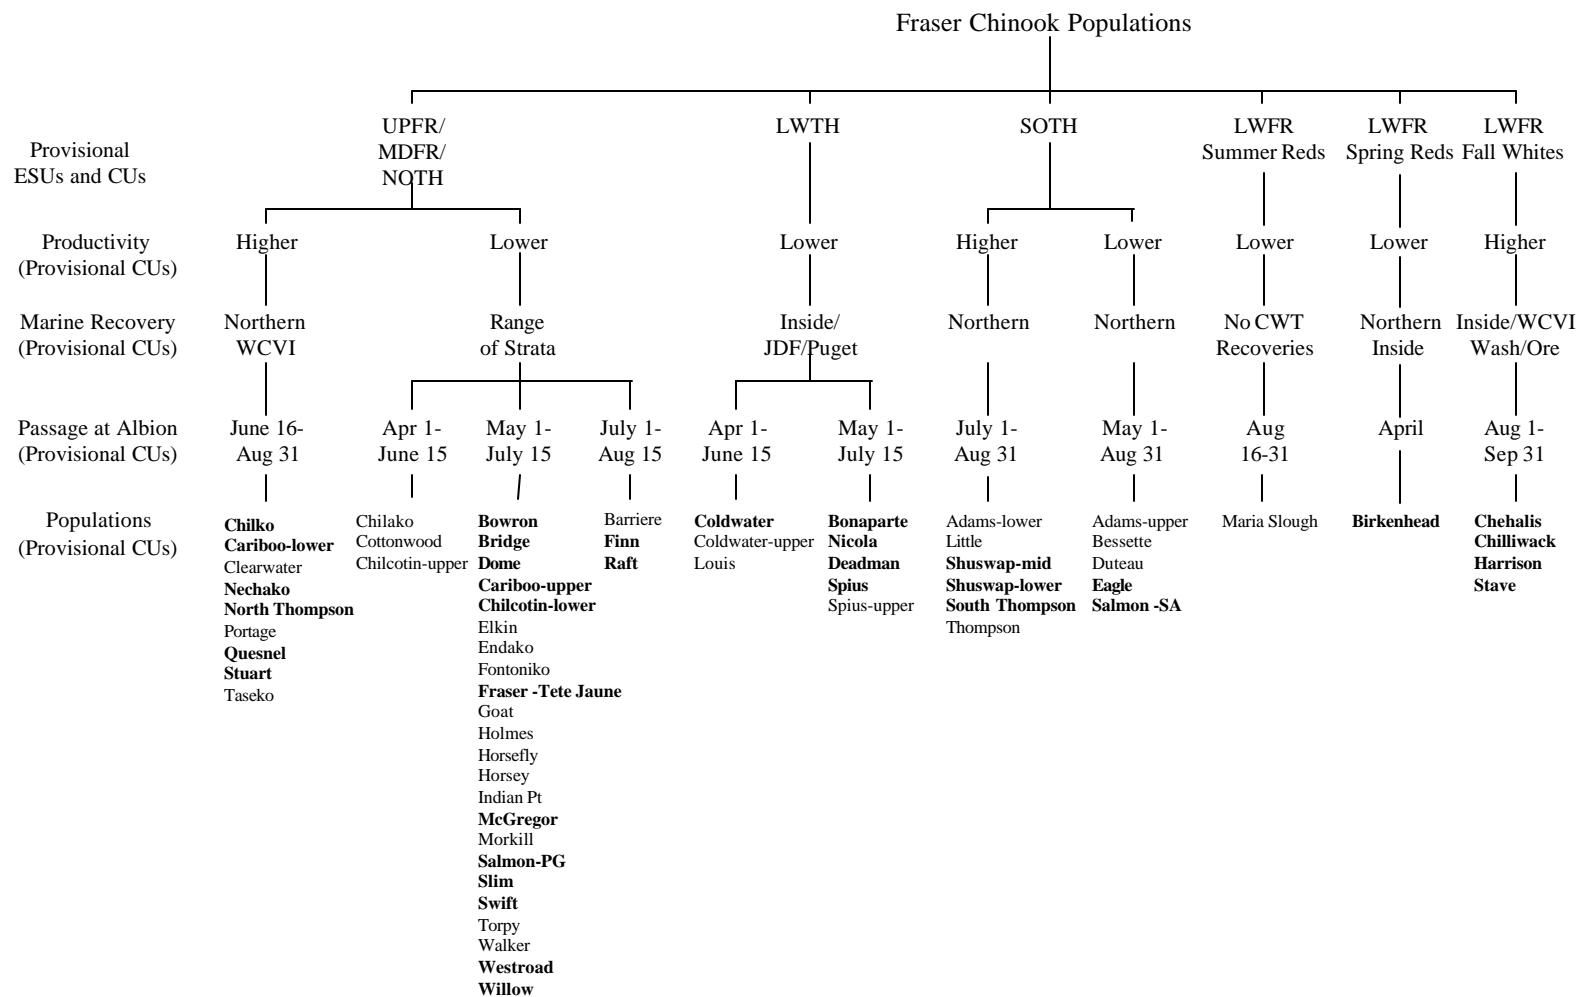 Fraser Chinook Populations
Provisional
ESUs and CUs
UPFR/
MDFR/
NOTH
LWTH
SOTH
LWFR
Summer Reds
LWFR
Spring Reds
LWFR
Fall Whites
Productivity
(Provisional CUs)
Higher
Lower
Lower
Higher
Lower
Lower
Lower
Higher
Marine Recovery
(Provisional CUs)
Northern
WCVI
Range
of Strata
Inside/
JDF/Puget
Northern
Northern
No CWT
Recoveries
Northern
Inside
Inside/WCVI
Wash/Ore
Passage at Albion
(Provisional CUs)
June 16-
Aug 31
Apr 1-
June 15
May 1-
July 15
July 1-
Aug 15
Apr 1-
June 15
May 1-
July 15
July 1-
Aug 31
May 1-
Aug 31
Aug
16-31
April
Aug 1-
Sep 31
Populations
(Provisional CUs)
Chilko
Cariboo-lower
Clearwater
Nechako
North Thompson
Portage
Quesnel
Stuart
Taseko
Chilako
Cottonwood
Chilcotin-upper
Bowron
Bridge
Dome
Cariboo-upper
Chilcotin-lower
Elkin
Endako
Fontoniko
Fraser -Tete Jaune
Goat
Holmes
Horsefly
Horsey
Indian Pt
McGregor
Morkill
Salmon-PG
Slim
Swift
Torpy
Walker
Westroad
Willow
Barriere
Finn
Raft
Coldwater
Coldwater-upper
Louis
Bonaparte
Nicola
Deadman
Spius
Spius-upper
Adams-lower
Little
Shuswap-mid
Shuswap-lower
South Thompson
Thompson
Adams-upper
Bessette
Duteau
Eagle
Salmon -SA
Maria Slough
Birkenhead
Chehalis
Chilliwack
Harrison
Stave